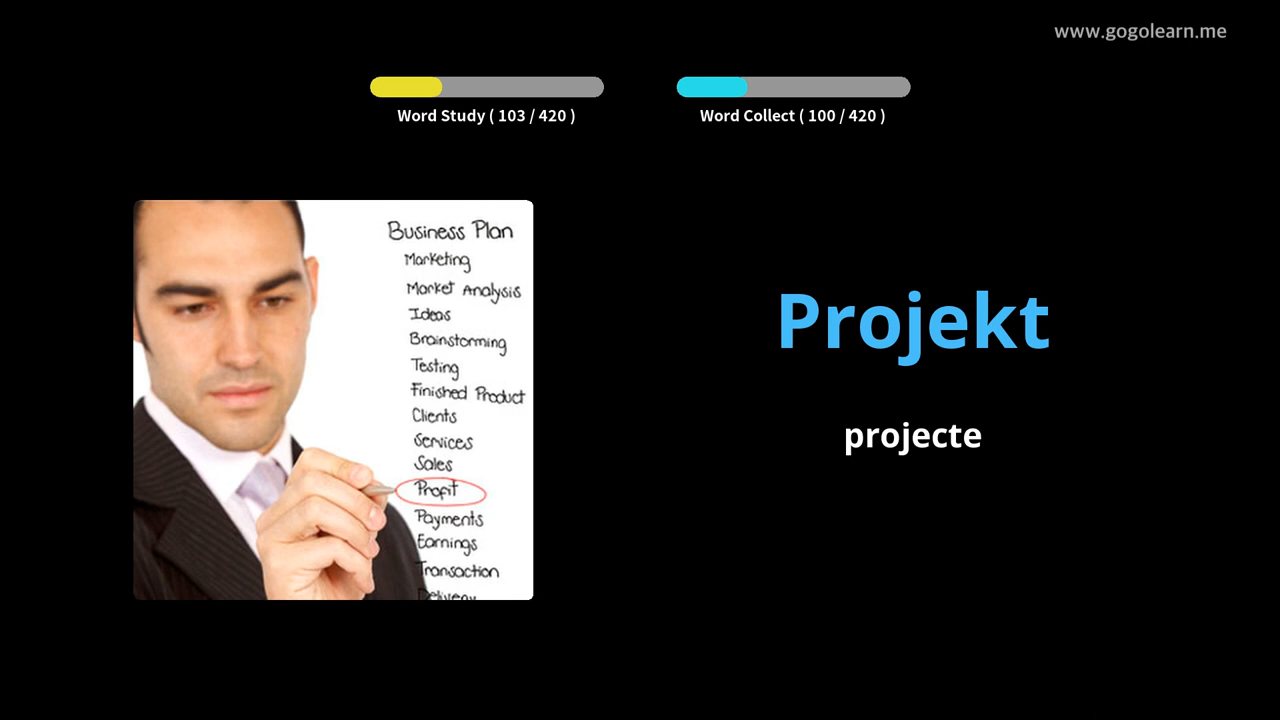 www.gogolearn.me
Word Study ( 103 / 420 )
Word Collect ( 100 / 420 )
Business Plan
Marketing
Market Analysis
Ideas
Brainstorming
Testing
Finished Product
Clients
Services
Sales
Profit
Payments
Earnings
Transaction
Delivery
Projekt
projecte